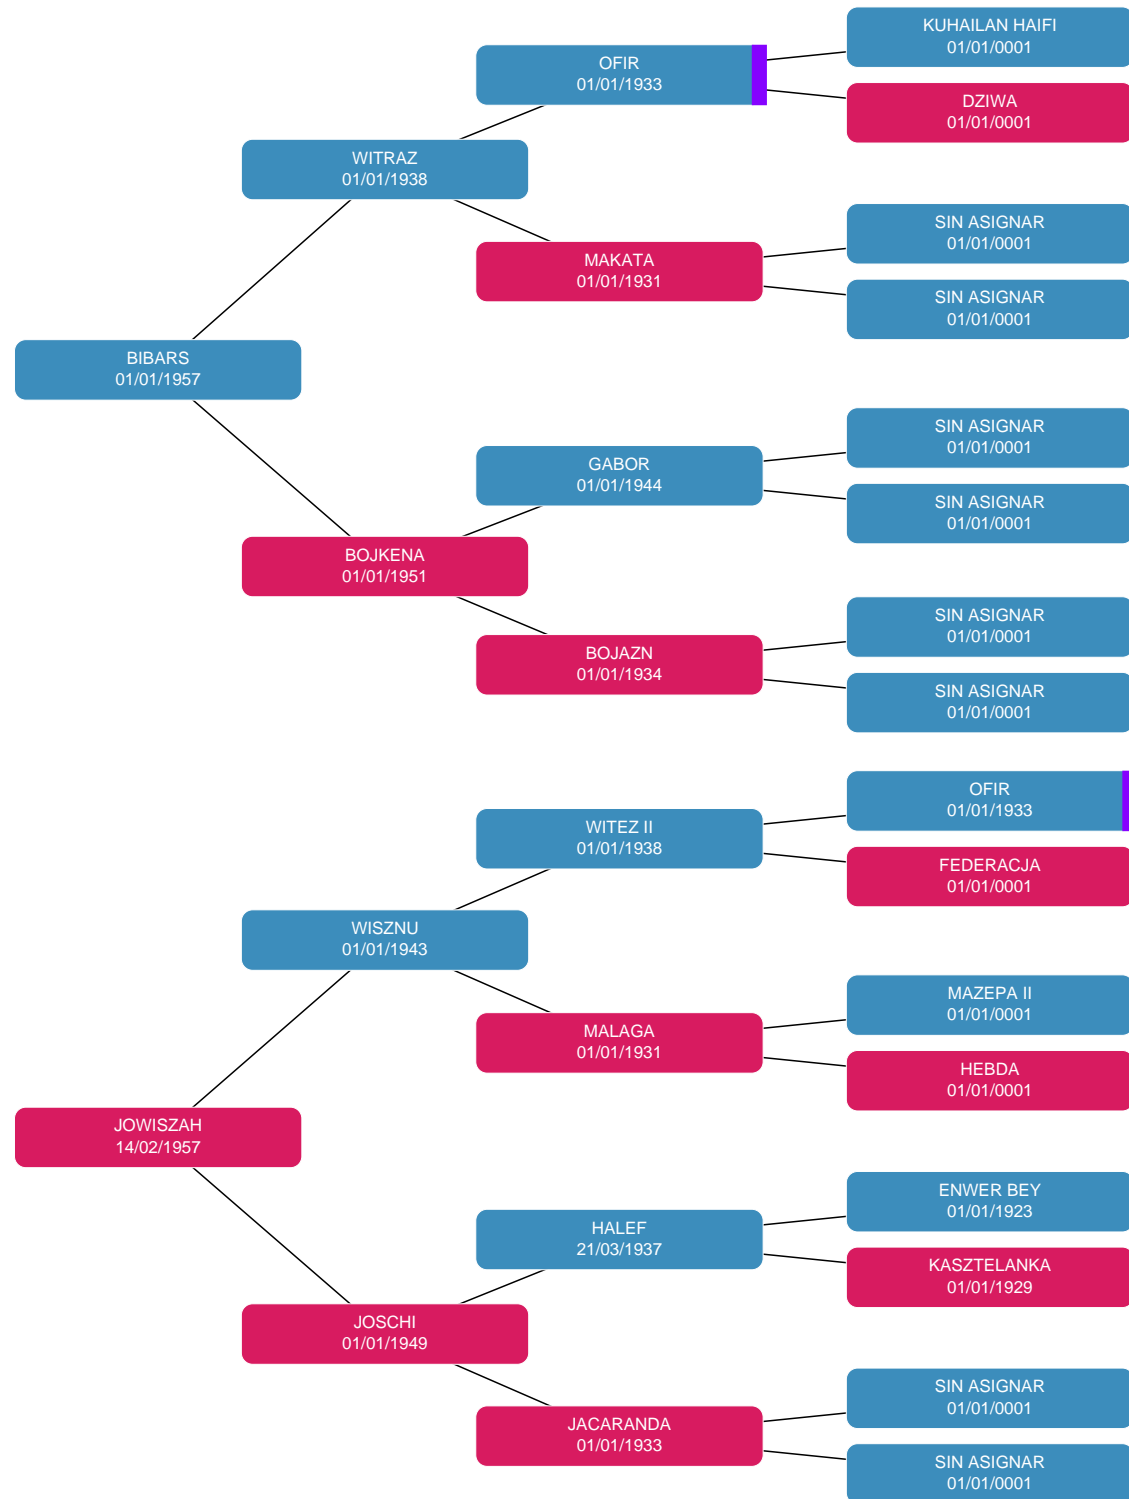 KUHAILAN HAIFI
01/01/0001
OFIR
01/01/1933
DZIWA
01/01/0001
WITRAZ
01/01/1938
SIN ASIGNAR
01/01/0001
MAKATA
01/01/1931
SIN ASIGNAR
01/01/0001
BIBARS
01/01/1957
SIN ASIGNAR
01/01/0001
GABOR
01/01/1944
SIN ASIGNAR
01/01/0001
BOJKENA
01/01/1951
SIN ASIGNAR
01/01/0001
BOJAZN
01/01/1934
SIN ASIGNAR
01/01/0001
OFIR
01/01/1933
WITEZ II
01/01/1938
FEDERACJA
01/01/0001
WISZNU
01/01/1943
MAZEPA II
01/01/0001
MALAGA
01/01/1931
HEBDA
01/01/0001
JOWISZAH
14/02/1957
ENWER BEY
01/01/1923
HALEF
21/03/1937
KASZTELANKA
01/01/1929
JOSCHI
01/01/1949
SIN ASIGNAR
01/01/0001
JACARANDA
01/01/1933
SIN ASIGNAR
01/01/0001